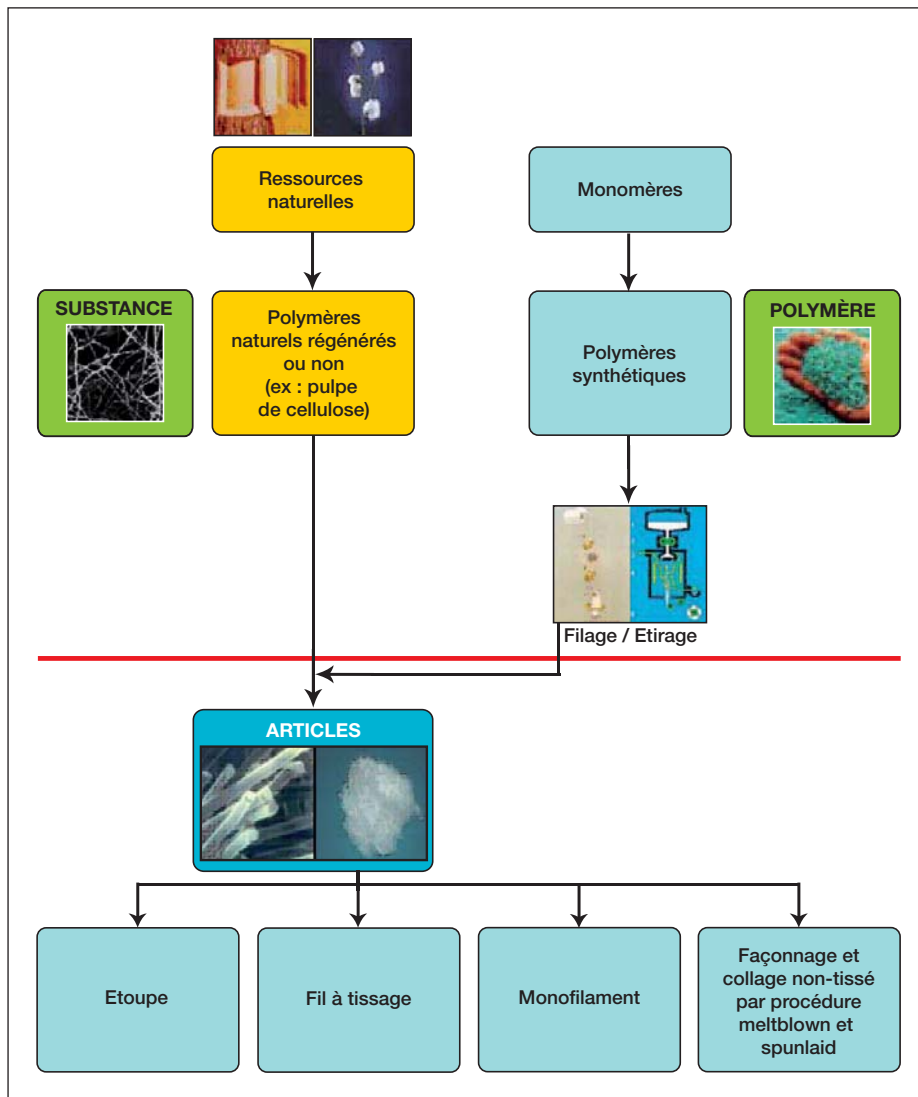 Ressources
naturelles
Monomères
SUBSTANCE
Polymères
naturels régénérés
ou non
(ex : pulpe
de cellulose)
Polymères
synthétiques
POLYMÈRE
Filage / Etirage
ARTICLES
Etoupe
Fil à tissage
Monofilament
Façonnage et
collage non-tissé
par procédure
meltblown et
spunlaid